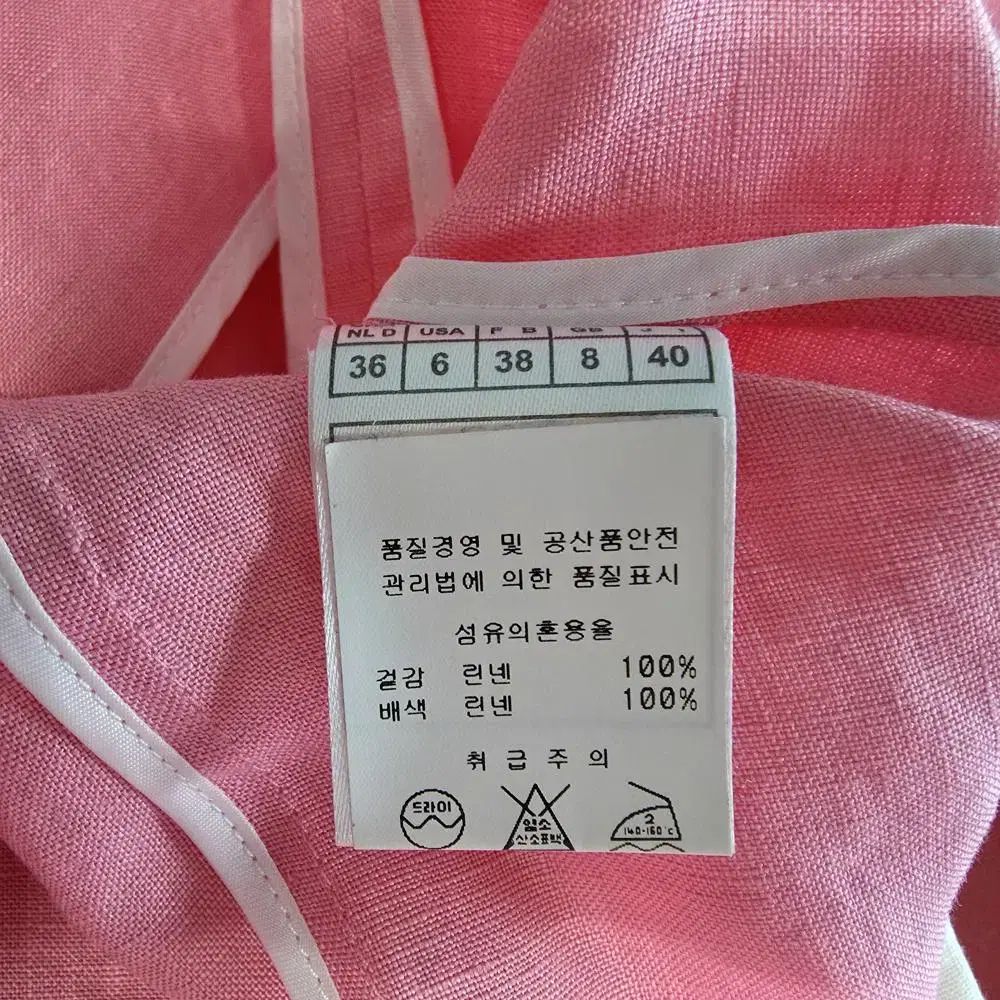 NL D USA F B GB
36 6 38 8 40
품질경영 및 공산품안전
관리법에 의한 품질표시
섬유의혼용율
겉감 린넨 100%
배색 린넨 100%
취급주의
드라이
염소
산소표백
2
140-160℃